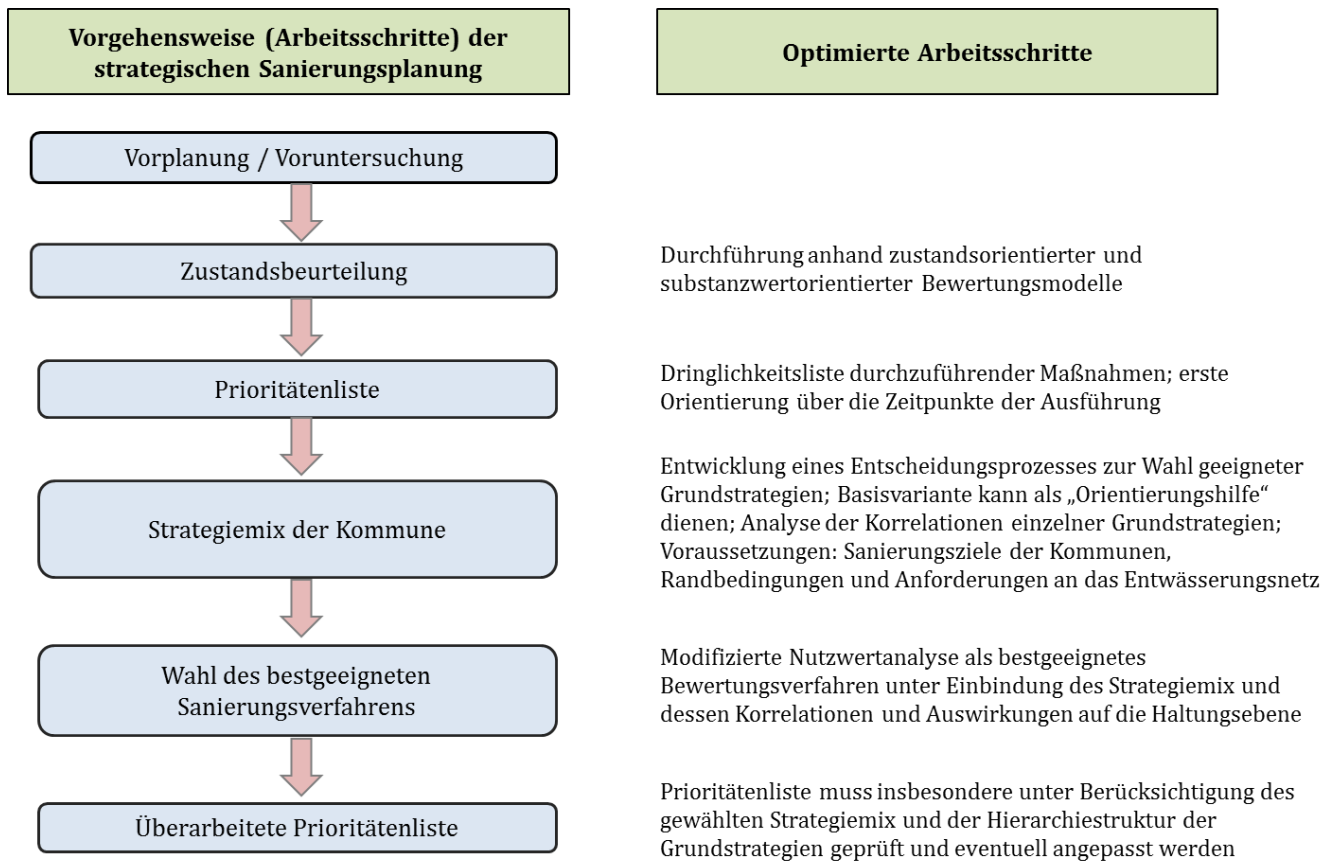 Vorgehensweise (Arbeitsschritte) der
strategischen Sanierungsplanung
Optimierte Arbeitsschritte
Vorplanung / Voruntersuchung
Zustandsbeurteilung
Durchführung anhand zustandsorientierter und
substanzwertorientierter Bewertungsmodelle
Prioritätenliste
Dringlichkeitsliste durchzuführender Maßnahmen; erste
Orientierung über die Zeitpunkte der Ausführung
Strategiemix der Kommune
Entwicklung eines Entscheidungsprozesses zur Wahl geeigneter
Grundstrategien; Basisvariante kann als „Orientierungshilfe“
dienen; Analyse der Korrelationen einzelner Grundstrategien;
Voraussetzungen: Sanierungsziele der Kommunen,
Randbedingungen und Anforderungen an das Entwässerungsnetz
Wahl des bestgeeigneten
Sanierungsverfahrens
Modifizierte Nutzwertanalyse als bestgeeignetes
Bewertungsverfahren unter Einbindung des Strategiemix und
dessen Korrelationen und Auswirkungen auf die Haltungsebene
Überarbeitete Prioritätenliste
Prioritätenliste muss insbesondere unter Berücksichtigung des
gewählten Strategiemix und der Hierarchiestruktur der
Grundstrategien geprüft und eventuell angepasst werden